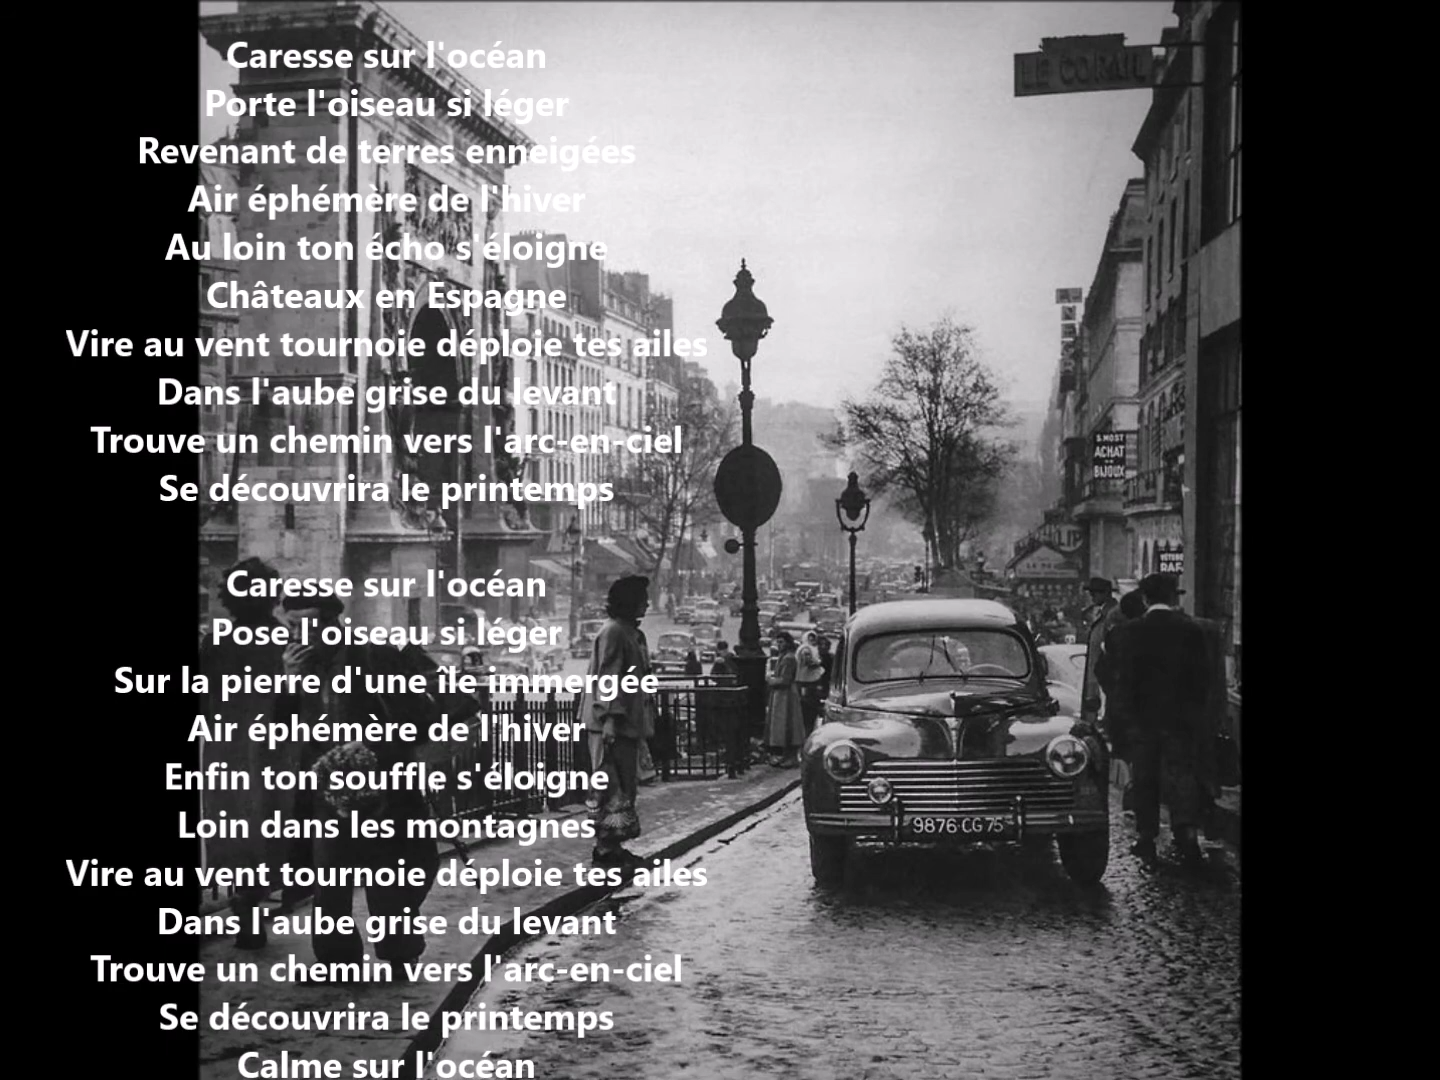 Caresse sur l'océan
Porte l'oiseau si léger
Revenant de terres enneigées
Air éphémère de l'hiver
Au loin ton écho s'éloigne
Châteaux en Espagne
Vire au vent tournoie déploie tes ailes
Dans l'aube grise du levant
Trouve un chemin vers l'arc-en-ciel
Se découvrira le printemps
Caresse sur l'océan
Pose l'oiseau si léger
Sur la pierre d'une île immergée
Air éphémère de l'hiver
Enfin ton souffle s'éloigne
Loin dans les montagnes
Vire au vent tournoie déploie tes ailes
Dans l'aube grise du levant
Trouve un chemin vers l'arc-en-ciel
Se découvrira le printemps
Calme sur l'océan
LE CORAIL
S.MOST
ACHAT
BIJOUX
9876 CG 75